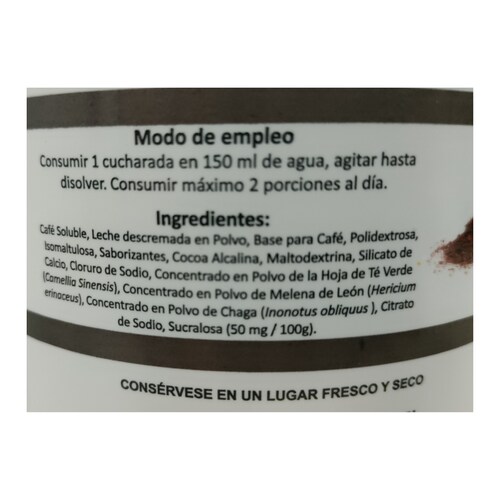 Modo de empleo
Consumir 1 cucharada en 150 ml de agua, agitar hasta
disolver. Consumir máximo 2 porciones al día.
Ingredientes:
Café Soluble, Leche descremada en Polvo, Base para Café, Polidextrosa,
Isomaltulosa, Saborizantes, Cocoa Alcalina, Maltodextrina, Silicato de
Calcio, Cloruro de Sodio, Concentrado en Polvo de la Hoja de Té Verde
(Camellia Sinensis), Concentrado en Polvo de Melena de León (Hericium
erinaceus), Concentrado en Polvo de Chaga (Inonotus obliquus ), Citrato
de Sodio, Sucralosa (50 mg / 100g).
CONSÉRVESE EN UN LUGAR FRESCO Y SECO